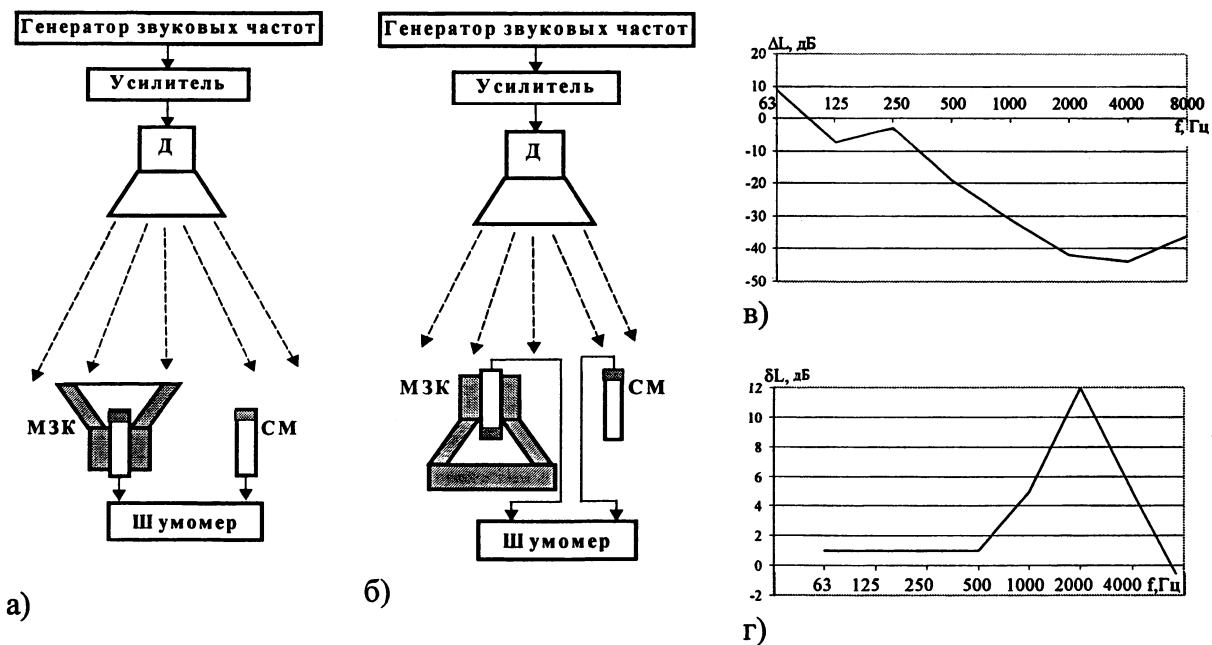 Генератор звуковых частот
Усилитель
Д
МЗК
СМ
Шумомер
а)
Генератор звуковых частот
Усилитель
Д
МЗК
СМ
Шумомер
б)
ΔL, дБ
20
10
63 125 250 500 1000 2000 4000 8000
0
f, Гц
-10
-20
-30
-40
-50
в)
δL, дБ
12
10
8
6
4
2
0
63 125 250 500 1000 2000 4000 f,Гц
-2
г)